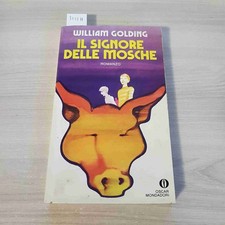 WILLIAM GOLDING
IL SIGNORE
DELLE MOSCHE
ROMANZO
OSCAR
MONDADORI